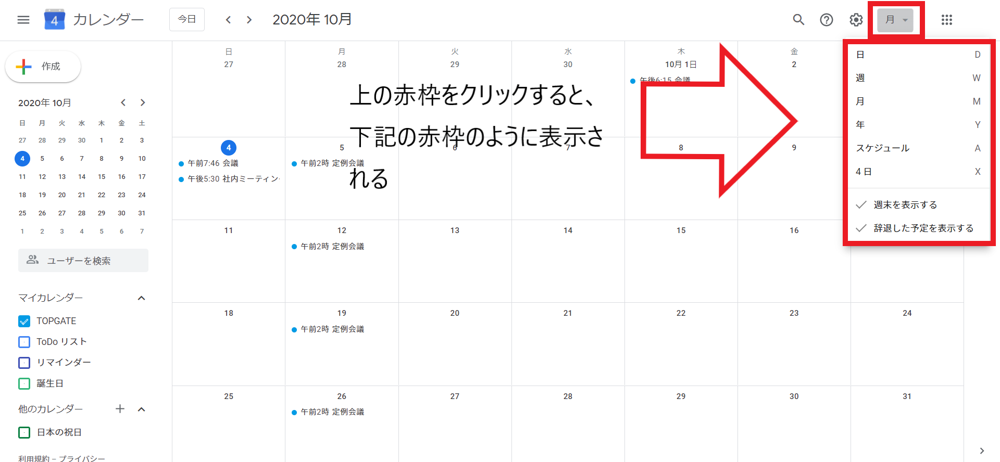 4 カレンダー 今日 2020年 10月 月
作成
2020年 10月
日 月 火 水 木 金 土
27 28 29 30 1 2 3
4 5 6 7 8 9 10
11 12 13 14 15 16 17
18 19 20 21 22 23 24
25 26 27 28 29 30 31
1 2 3 4 5 6 7
ユーザーを検索
マイカレンダー
TOPGATE
ToDo リスト
リマインダー
誕生日
他のカレンダー
日本の祝日
利用規約 – プライバシー
日 月 火 水 木 金
27 28 29 30 10月 1日 2
午後6:15 会議
上の赤枠をクリックすると、
下記の赤枠のように表示さ
れる
4 5 6 7 8 9
午前7:46 会議 午前2時 定例会議
午後5:30 社内ミーティン
11 12 13 14 15 16
午前2時 定例会議
18 19 20 21 22 23 24
午前2時 定例会議
25 26 27 28 29 30 31
午前2時 定例会議
日 D
週 W
月 M
年 Y
スケジュール A
4 日 X
週末を表示する
辞退した予定を表示する